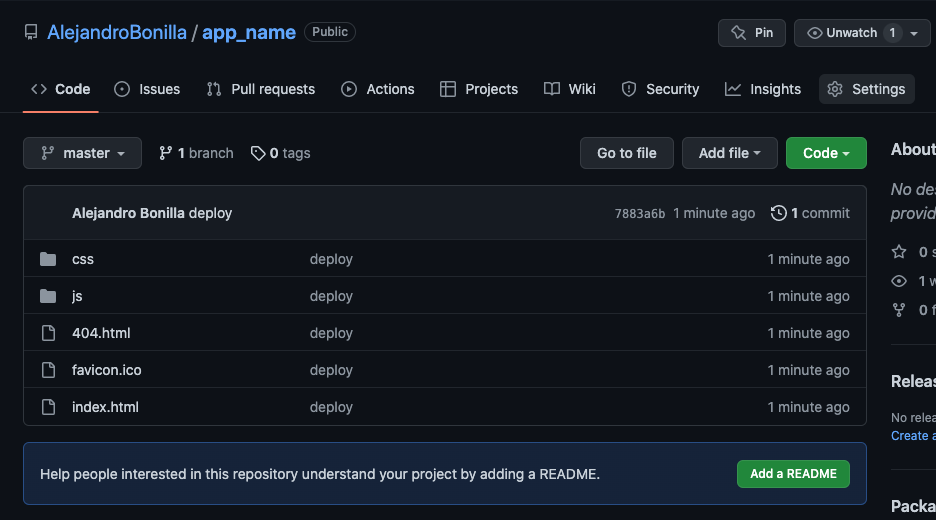 AlejandroBonilla / app_name Public Pin Unwatch 1
Code Issues Pull requests Actions Projects Wiki Security Insights Settings
master 1 branch 0 tags Go to file Add file Code
About
No des
provid
Alejandro Bonilla deploy 7883a6b 1 minute ago 1 commit
0 s
css deploy 1 minute ago
1 w
js deploy 1 minute ago
0 f
404.html deploy 1 minute ago
favicon.ico deploy 1 minute ago
Releas
index.html deploy 1 minute ago
No relea
Create a
Help people interested in this repository understand your project by adding a README. Add a README
Packa